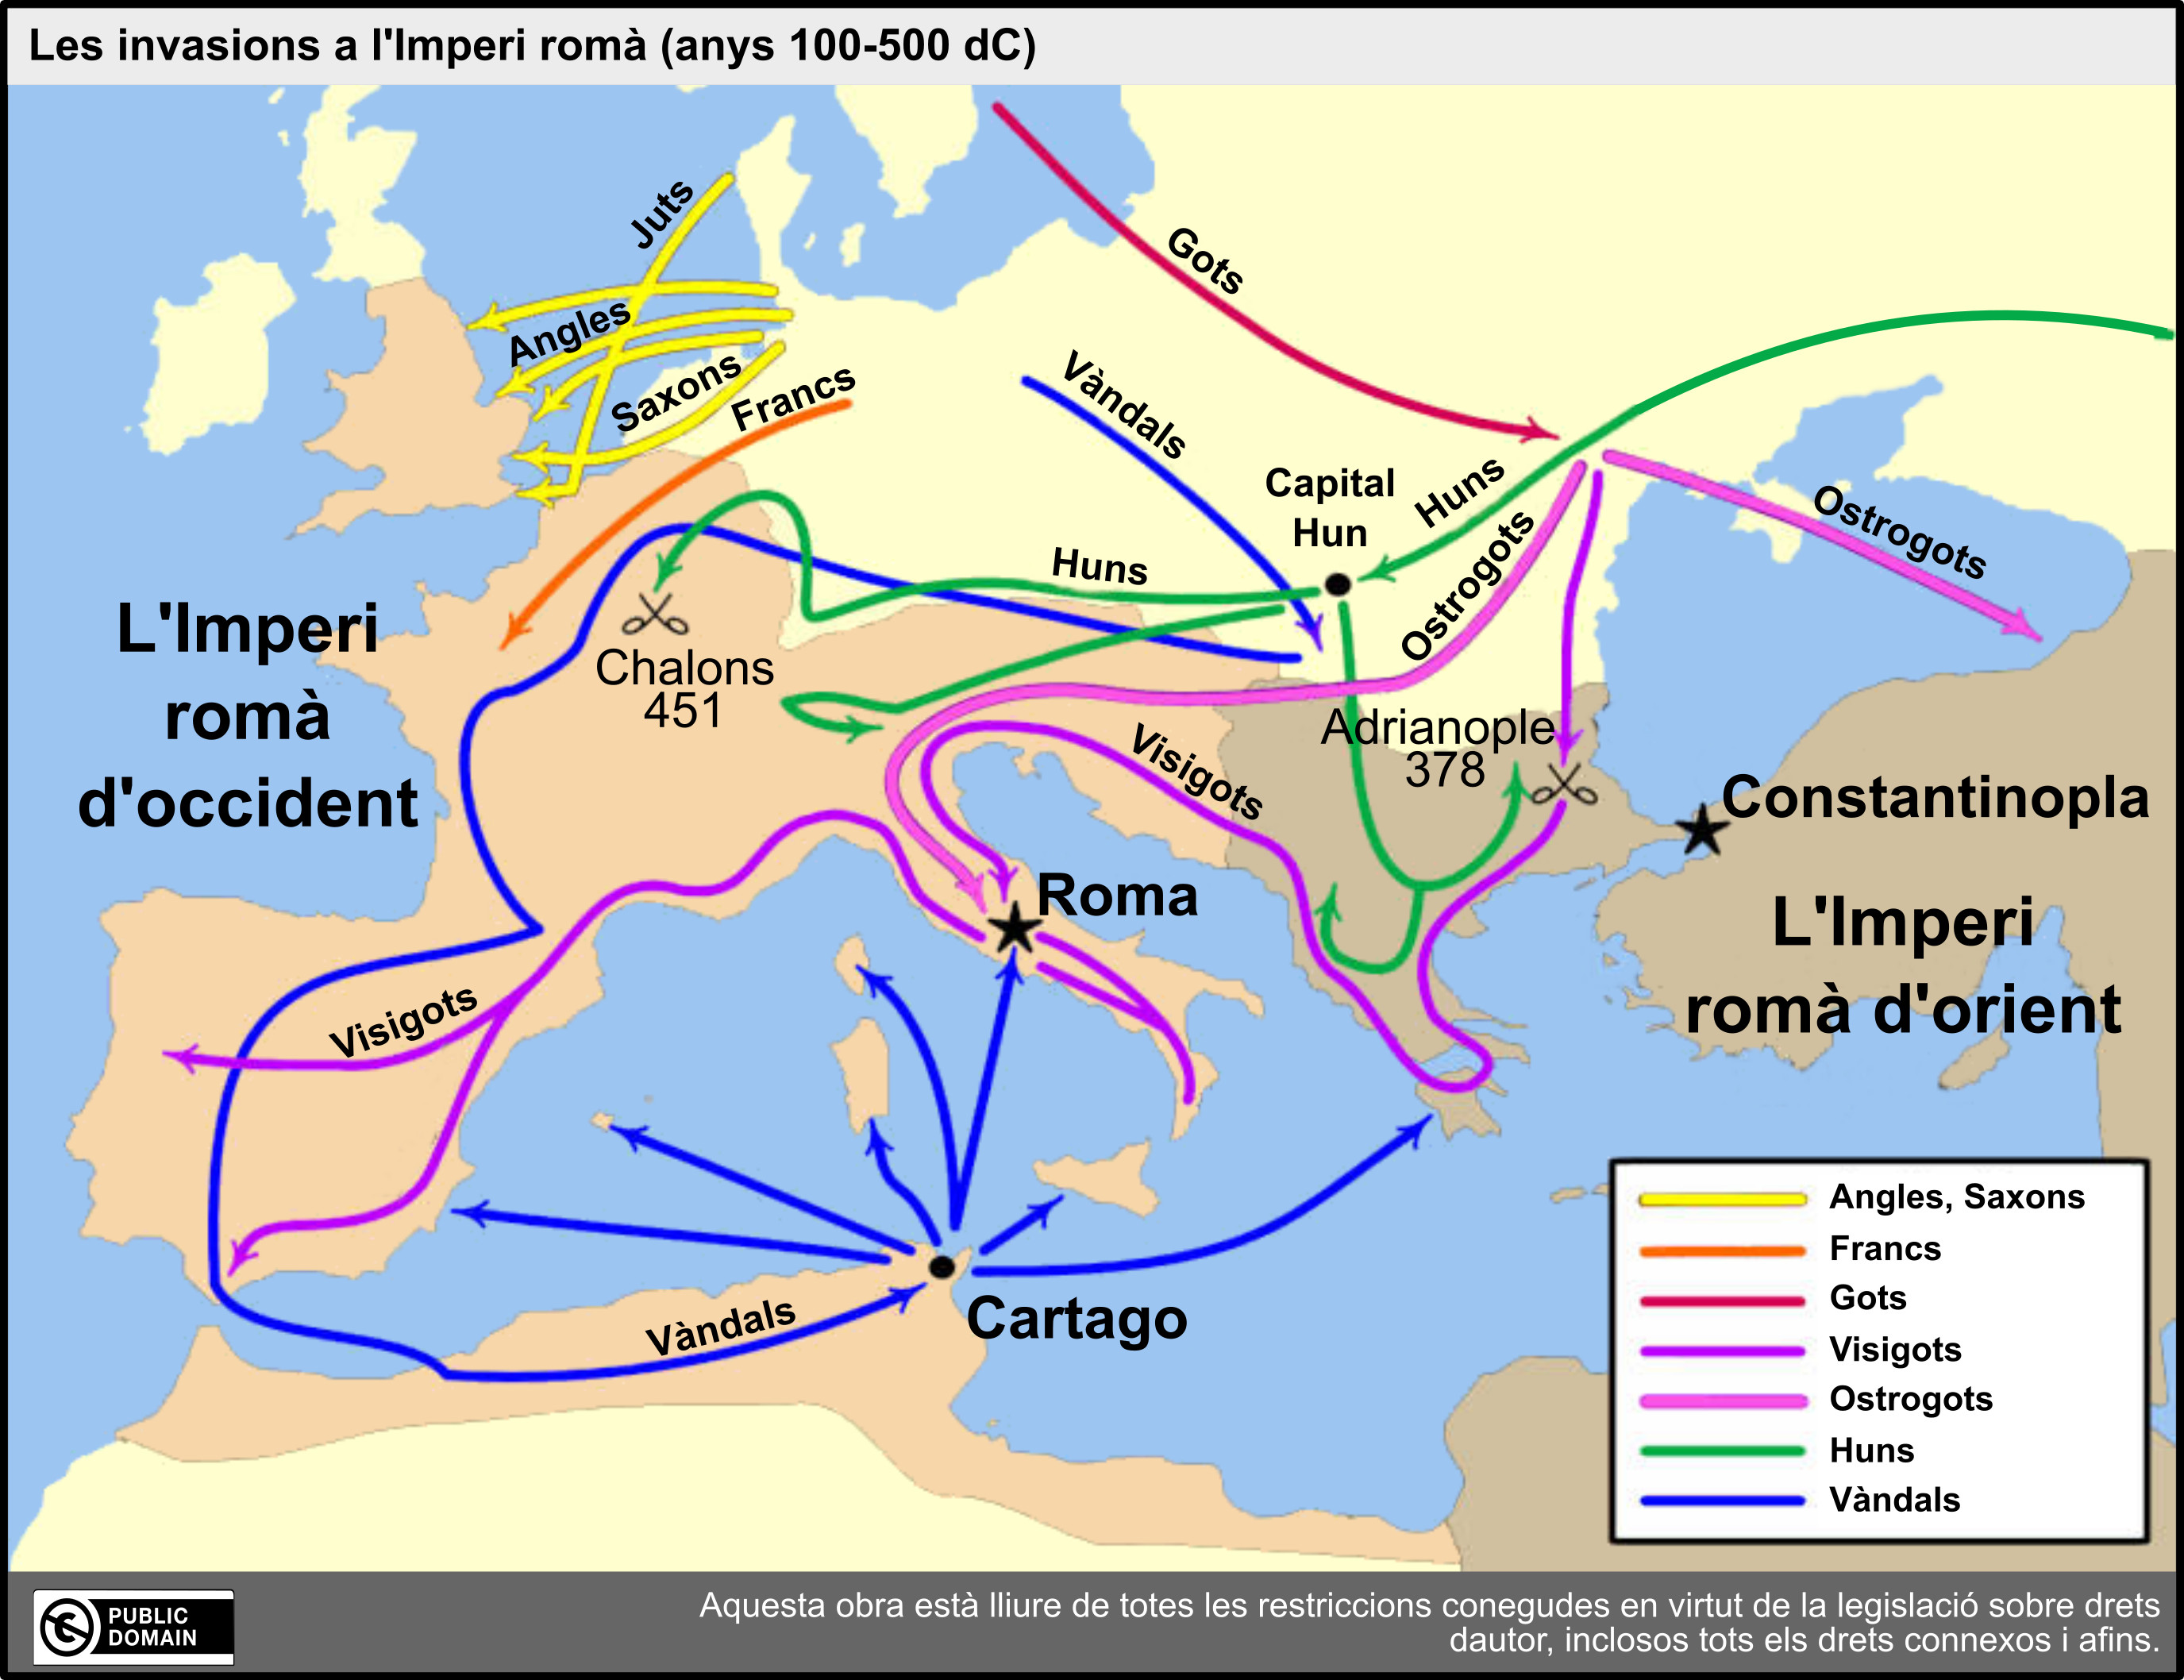 Les invasions a l'Imperi romà (anys 100-500 dC)
Juts
Gots
Angles
Saxons
Francs
Vàndals
Capital
Hun
Huns
Ostrogots
Ostrogots
Huns
L'Imperi
romà
d'occident
Chalons
451
Visigots
Adrianople
378
Constantinopla
Roma
L'Imperi
romà d'orient
Visigots
Vàndals
Cartago
Angles, Saxons
Francs
Gots
Visigots
Ostrogots
Huns
Vàndals
PUBLIC
DOMAIN
Aquesta obra està lliure de totes les restriccions conegudes en virtut de la legislació sobre drets
dautor, inclosos tots els drets connexos i afins.